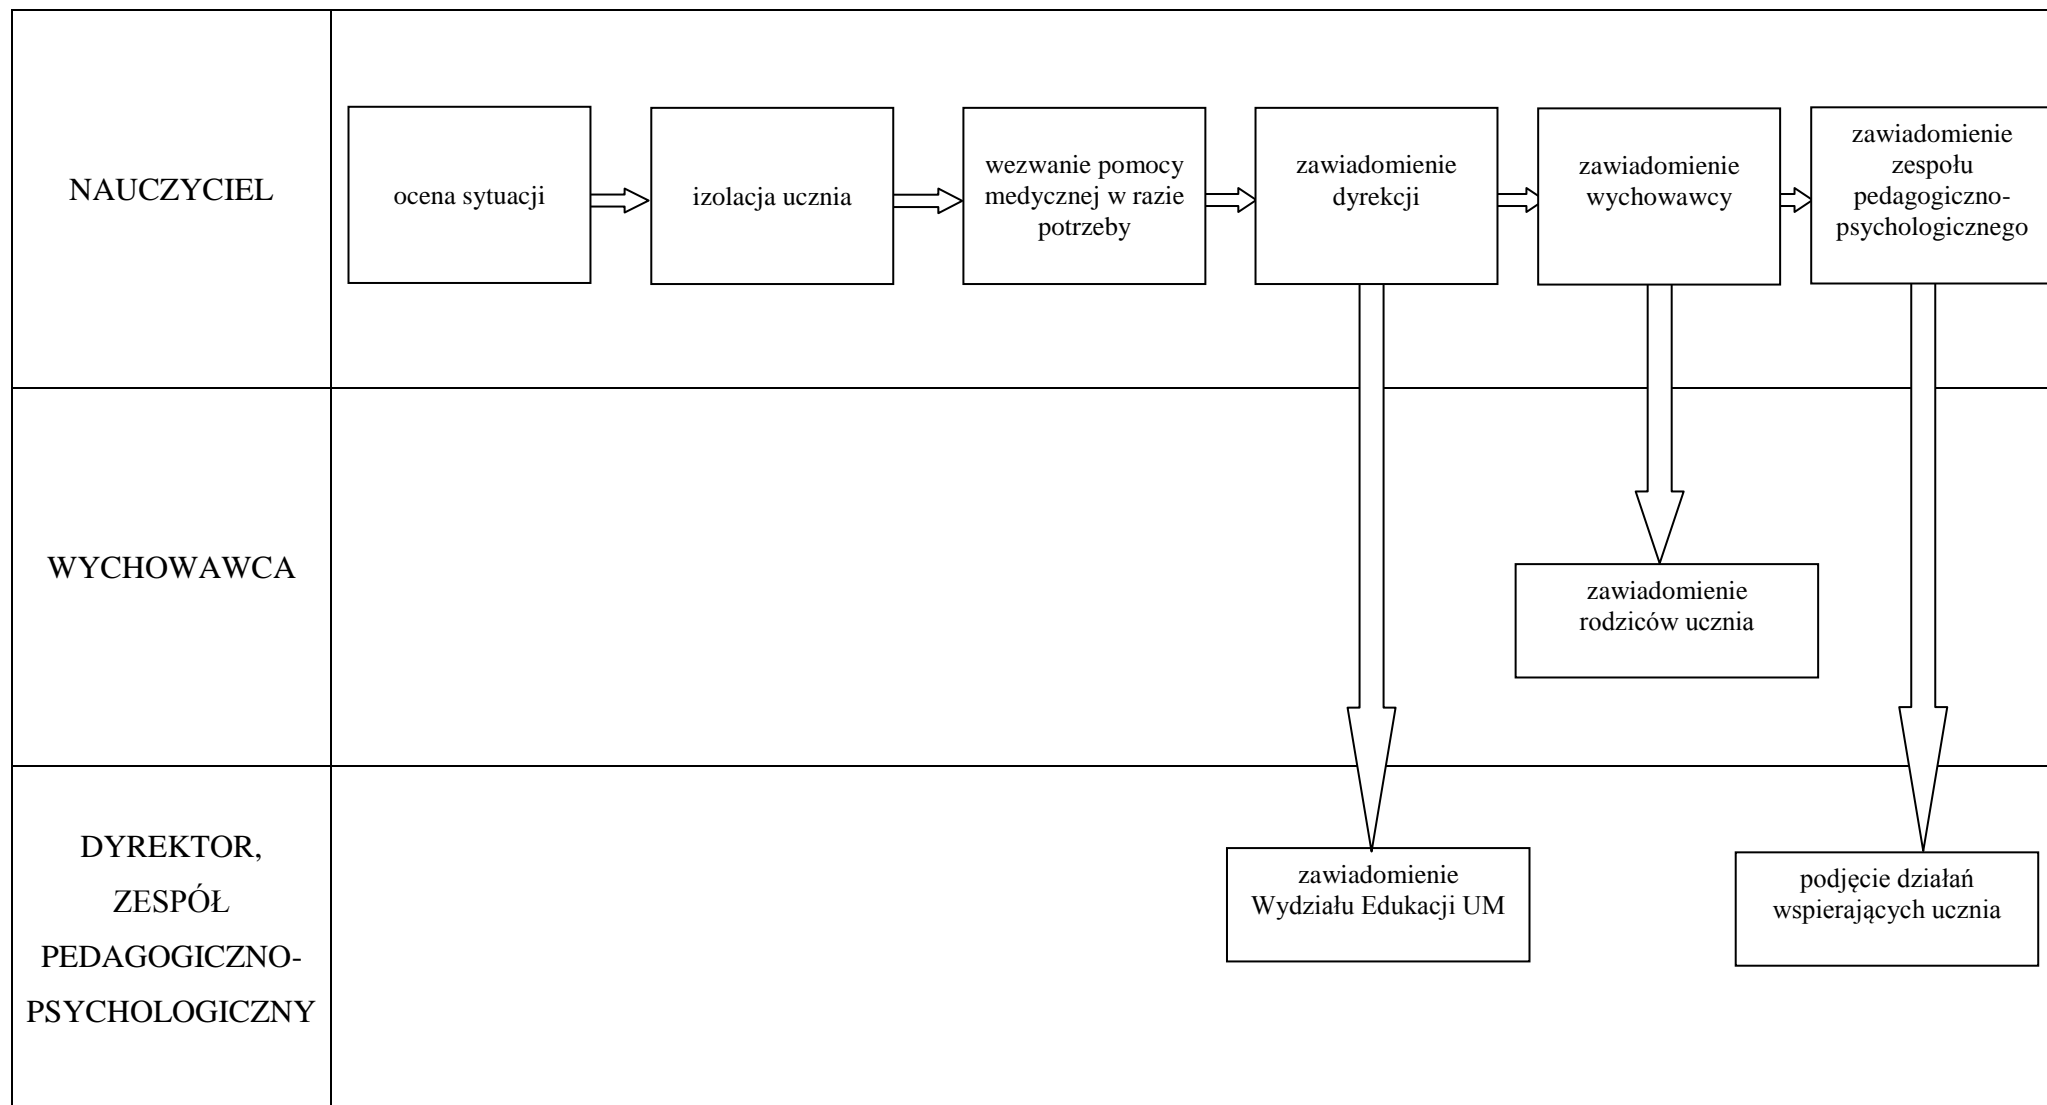 NAUCZYCIEL
ocena sytuacji
izolacja ucznia
wezwanie pomocy
medycznej w razie
potrzeby
zawiadomienie
dyrekcji
zawiadomienie
wychowawcy
zawiadomienie
zespołu
pedagogiczno-
psychologicznego
WYCHOWAWCA
zawiadomienie
rodziców ucznia
DYREKTOR,
ZESPÓŁ
PEDAGOGICZNO-
PSYCHOLOGICZNY
zawiadomienie
Wydziału Edukacji UM
podjęcie działań
wspierających ucznia